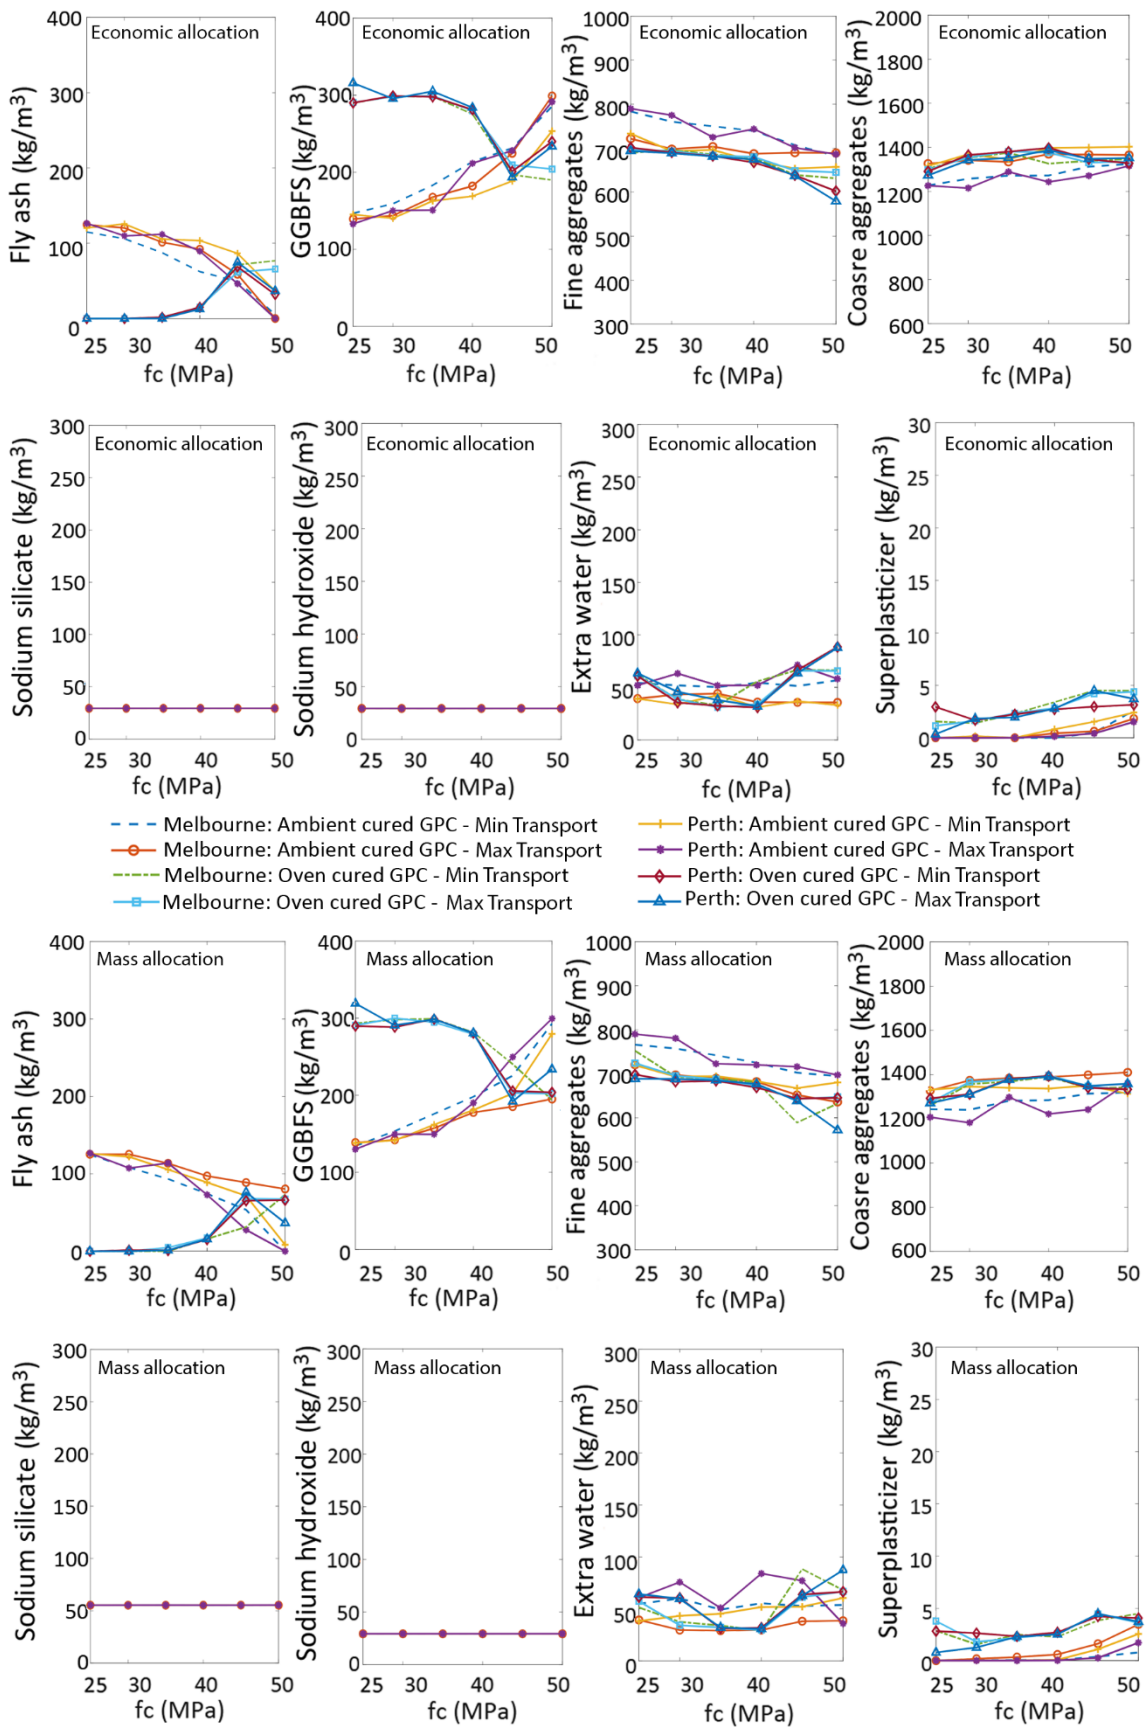 Economic allocation
Fly ash (kg/m³)
400
300
200
100
0
25 30 40 50
fc (MPa)
Economic allocation
GGBFS (kg/m³)
400
300
200
100
0
25 30 40 50
fc (MPa)
Economic allocation
Fine aggregates (kg/m³)
1000
900
800
700
600
500
400
300
25 30 40 50
fc (MPa)
Economic allocation
Coasre aggregates (kg/m³)
2000
1800
1600
1400
1200
1000
800
600
25 30 40 50
fc (MPa)
Economic allocation
Sodium silicate (kg/m³)
300
250
200
150
100
50
0
25 30 40 50
fc (MPa)
Economic allocation
Sodium hydroxide (kg/m³)
300
250
200
150
100
50
0
25 30 40 50
fc (MPa)
Economic allocation
Extra water (kg/m³)
300
250
200
150
100
50
0
25 30 40 50
fc (MPa)
Economic allocation
Superplasticizer (kg/m³)
30
25
20
15
10
5
0
25 30 40 50
fc (MPa)
Melbourne: Ambient cured GPC - Min Transport
Melbourne: Ambient cured GPC - Max Transport
Melbourne: Oven cured GPC - Min Transport
Melbourne: Oven cured GPC - Max Transport
Perth: Ambient cured GPC - Min Transport
Perth: Ambient cured GPC - Max Transport
Perth: Oven cured GPC - Min Transport
Perth: Oven cured GPC - Max Transport
Mass allocation
Fly ash (kg/m³)
400
300
200
100
0
25 30 40 50
fc (MPa)
Mass allocation
GGBFS (kg/m³)
400
300
200
100
0
25 30 40 50
fc (MPa)
Mass allocation
Fine aggregates (kg/m³)
1000
900
800
700
600
500
400
300
25 30 40 50
fc (MPa)
Mass allocation
Coasre aggregates (kg/m³)
2000
1800
1600
1400
1200
1000
800
600
25 30 40 50
fc (MPa)
Mass allocation
Sodium silicate (kg/m³)
300
250
200
150
100
50
0
25 30 40 50
fc (MPa)
Mass allocation
Sodium hydroxide (kg/m³)
300
250
200
150
100
50
0
25 30 40 50
fc (MPa)
Mass allocation
Extra water (kg/m³)
300
250
200
150
100
50
0
25 30 40 50
fc (MPa)
Mass allocation
Superplasticizer (kg/m³)
30
25
20
15
10
5
0
25 30 40 50
fc (MPa)